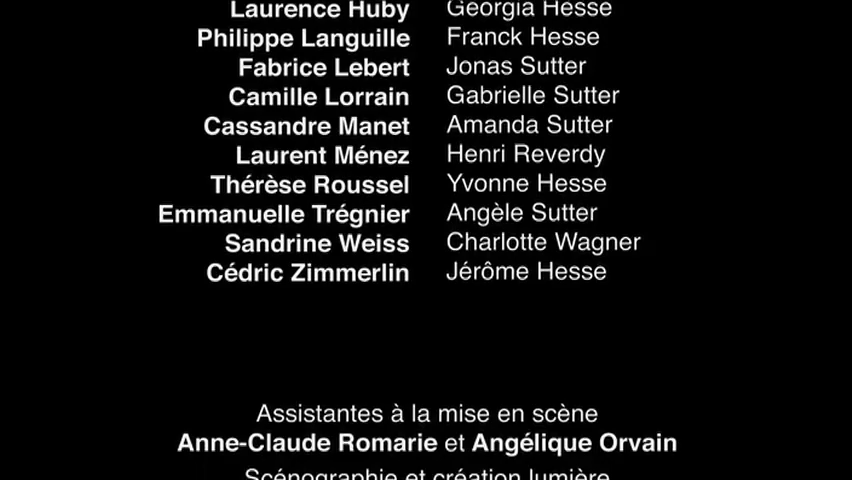 Laurence Huby Georgia Hesse
Philippe Languille Franck Hesse
Fabrice Lebert Jonas Sutter
Camille Lorrain Gabrielle Sutter
Cassandre Manet Amanda Sutter
Laurent Ménez Henri Reverdy
Thérèse Roussel Yvonne Hesse
Emmanuelle Trégnier Angèle Sutter
Sandrine Weiss Charlotte Wagner
Cédric Zimmerlin Jérôme Hesse
Assistantes à la mise en scène
Anne-Claude Romarie et Angélique Orvain
Scénographie et création lumière